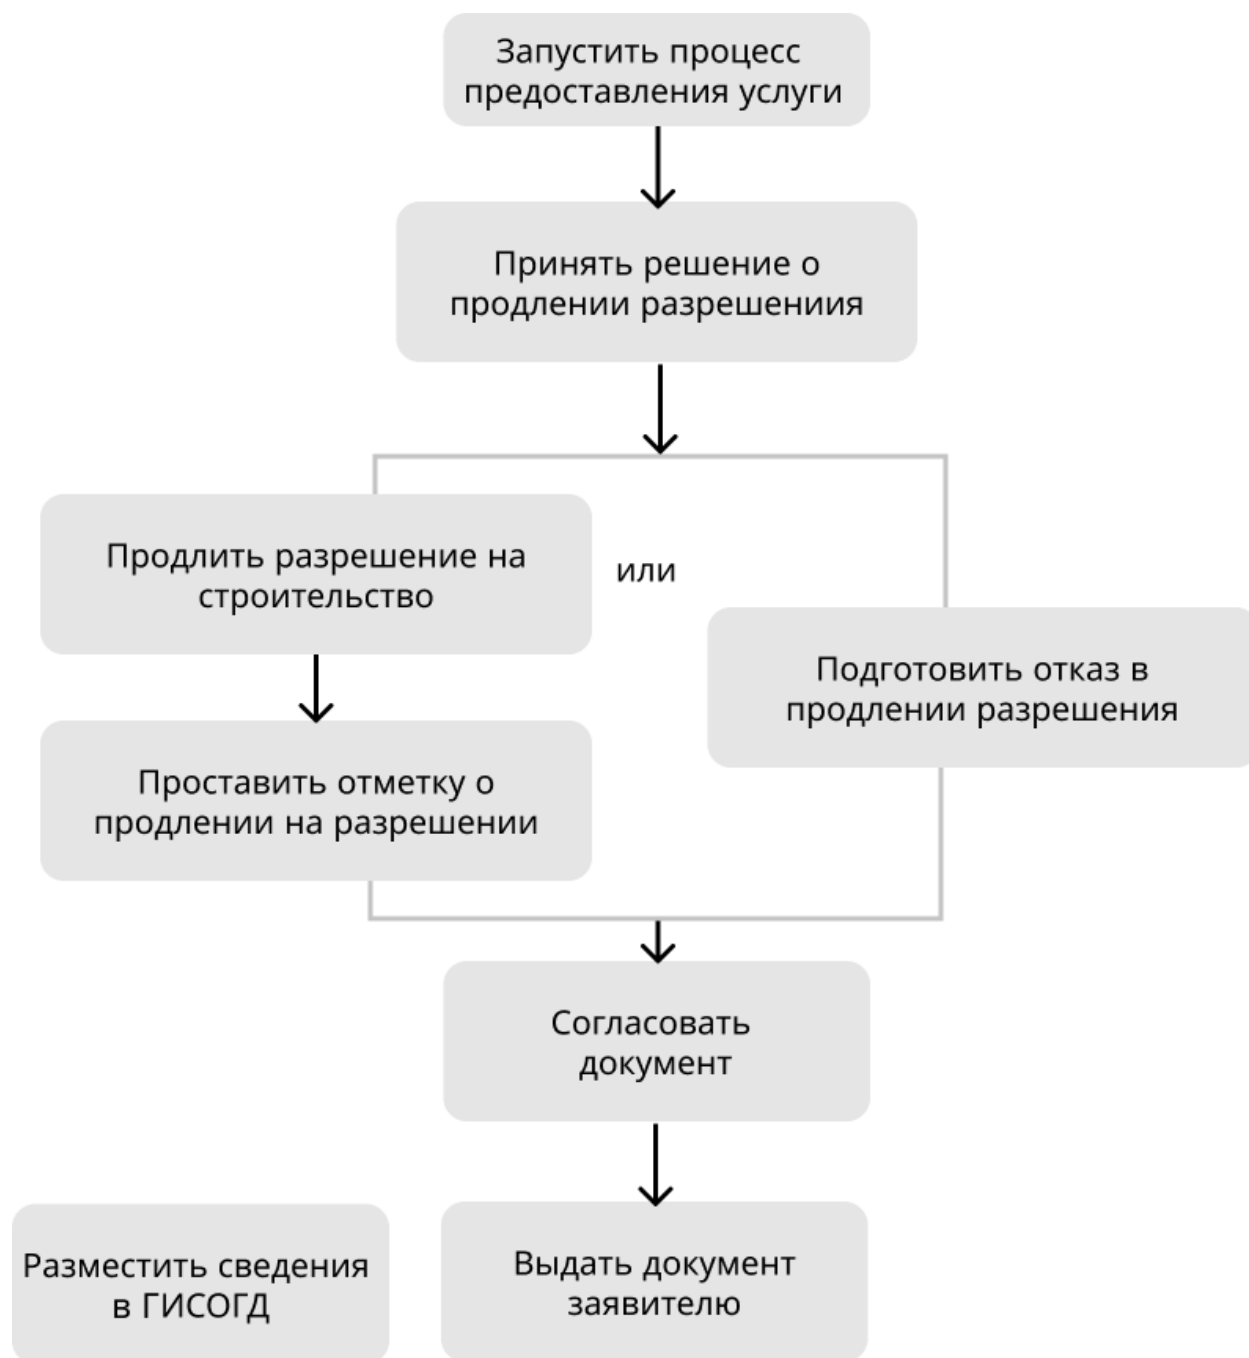 Запустить процесс
предоставления услуги
Принять решение о
продлении разрешениия
Продлить разрешение на
строительство
или
Подготовить отказ в
продлении разрешения
Проставить отметку о
продлении на разрешении
Согласовать
документ
Разместить сведения
в ГИСОГД
Выдать документ
заявителю